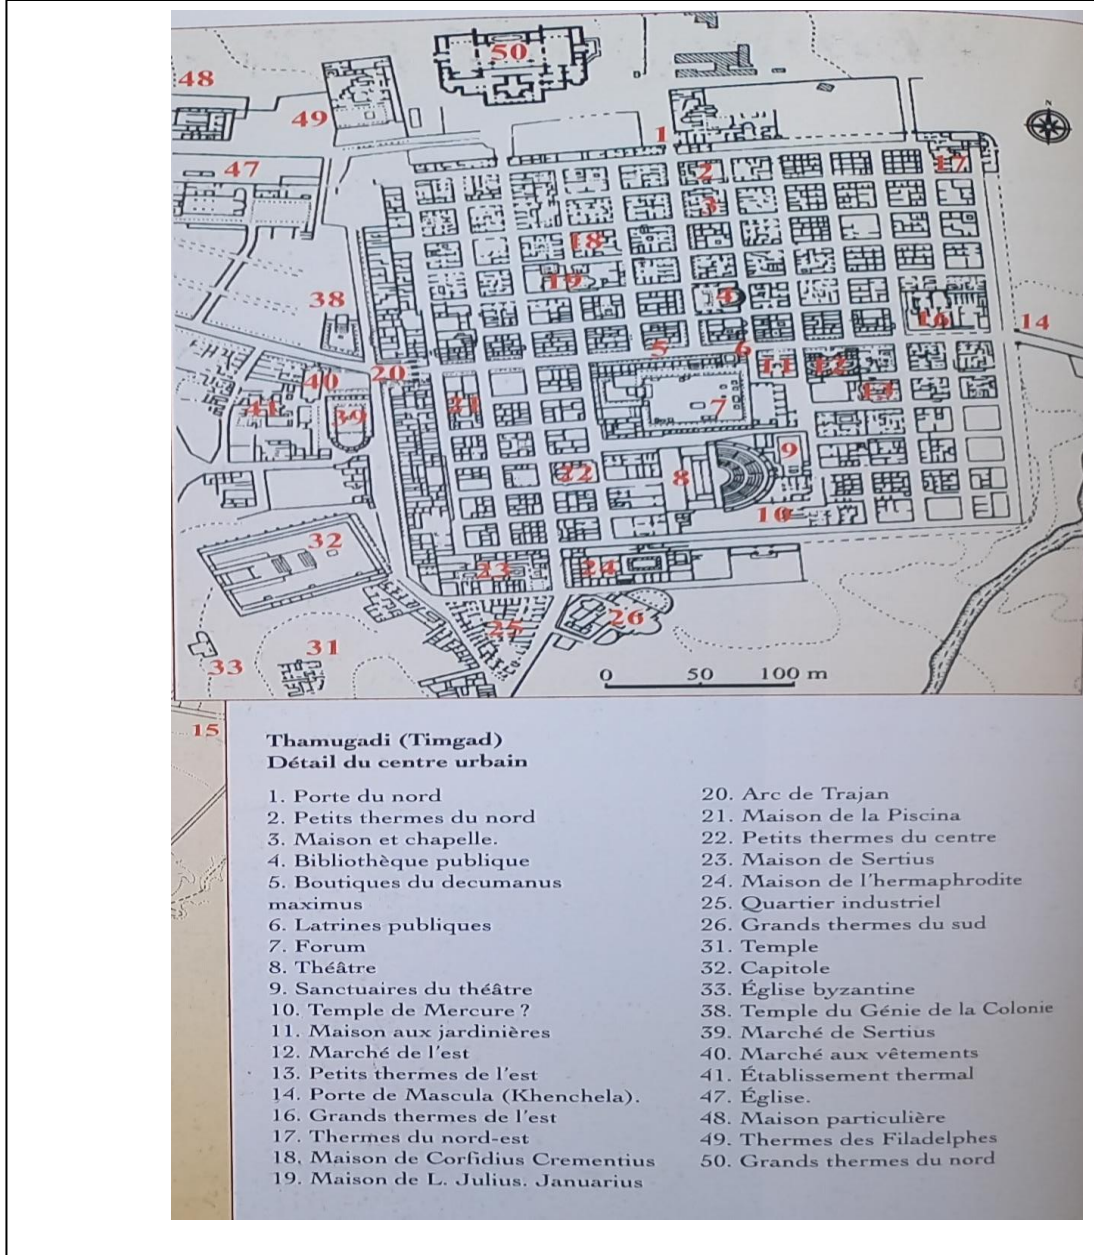 50
48
49
N
1
47
2
17
3
18
19
4
38
16
14
5
6
20
11
12
40
13
41
39
21
7
9
22
8
10
32
23
24
25
26
31
33
0 50 100 m
15
Thamugadi (Timgad)
Détail du centre urbain
1. Porte du nord
2. Petits thermes du nord
3. Maison et chapelle.
4. Bibliothèque publique
5. Boutiques du decumanus
maximus
6. Latrines publiques
7. Forum
8. Théâtre
9. Sanctuaires du théâtre
10. Temple de Mercure ?
11. Maison aux jardinières
12. Marché de l'est
13. Petits thermes de l'est
14. Porte de Mascula (Khenchela).
16. Grands thermes de l'est
17. Thermes du nord-est
18. Maison de Corfidius Crementius
19. Maison de L. Julius. Januarius
20. Arc de Trajan
21. Maison de la Piscina
22. Petits thermes du centre
23. Maison de Sertius
24. Maison de l'hermaphrodite
25. Quartier industriel
26. Grands thermes du sud
31. Temple
32. Capitole
33. Église byzantine
38. Temple du Génie de la Colonie
39. Marché de Sertius
40. Marché aux vêtements
41. Établissement thermal
47. Église.
48. Maison particulière
49. Thermes des Filadelphes
50. Grands thermes du nord